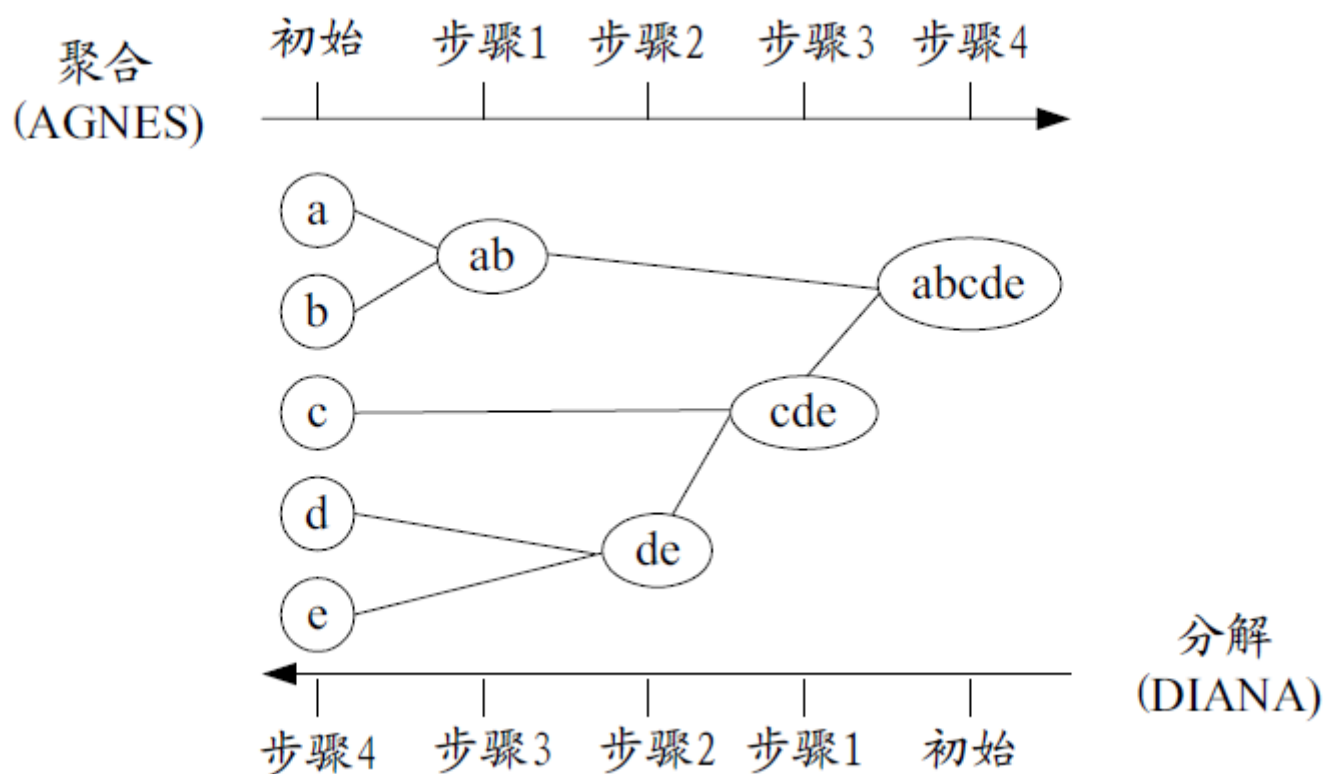 聚合
(AGNES)
初始 步骤1 步骤2 步骤3 步骤4
a
b
c
d
e
ab
de
cde
abcde
分解
(DIANA)
步骤4 步骤3 步骤2 步骤1 初始